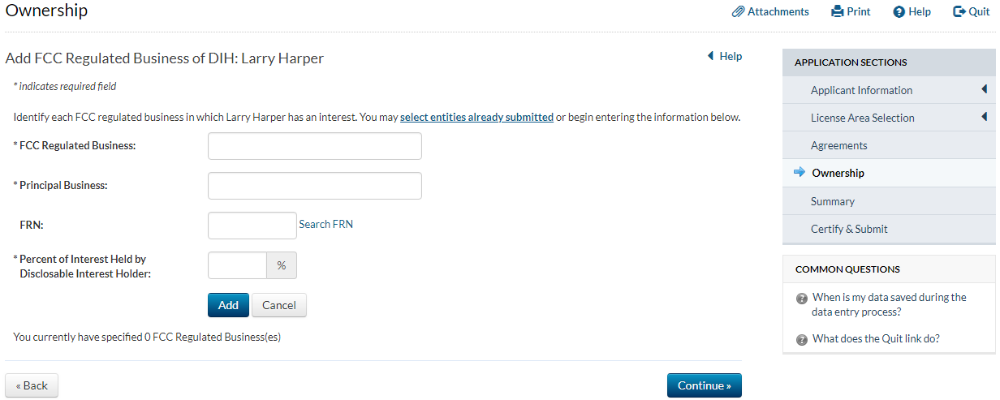 Ownership
Attachments
Print
Help
Quit
Add FCC Regulated Business of DIH: Larry Harper
Help
* indicates required field
Identify each FCC regulated business in which Larry Harper has an interest. You may select entities already submitted or begin entering the information below.
* FCC Regulated Business:
* Principal Business:
FRN:
Search FRN
* Percent of Interest Held by
Disclosable Interest Holder:
%
Add
Cancel
You currently have specified 0 FCC Regulated Business(es)
« Back
Continue »
APPLICATION SECTIONS
Applicant Information
License Area Selection
Agreements
Ownership
Summary
Certify & Submit
COMMON QUESTIONS
? When is my data saved during the
data entry process?
? What does the Quit link do?